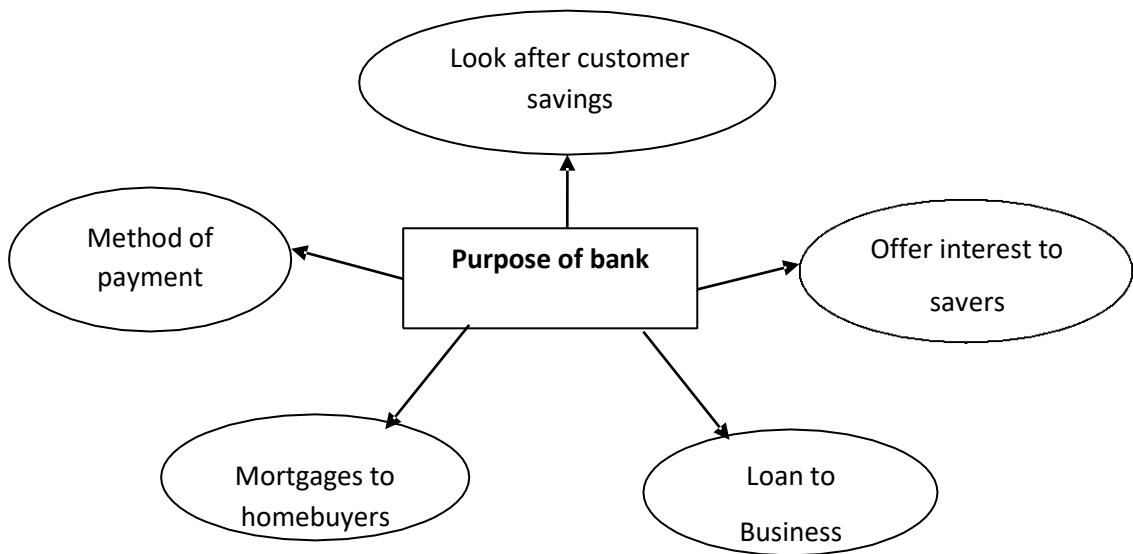 Look after customer
savings
Method of
payment
Purpose of bank
Offer interest to
savers
Mortgages to
homebuyers
Loan to
Business